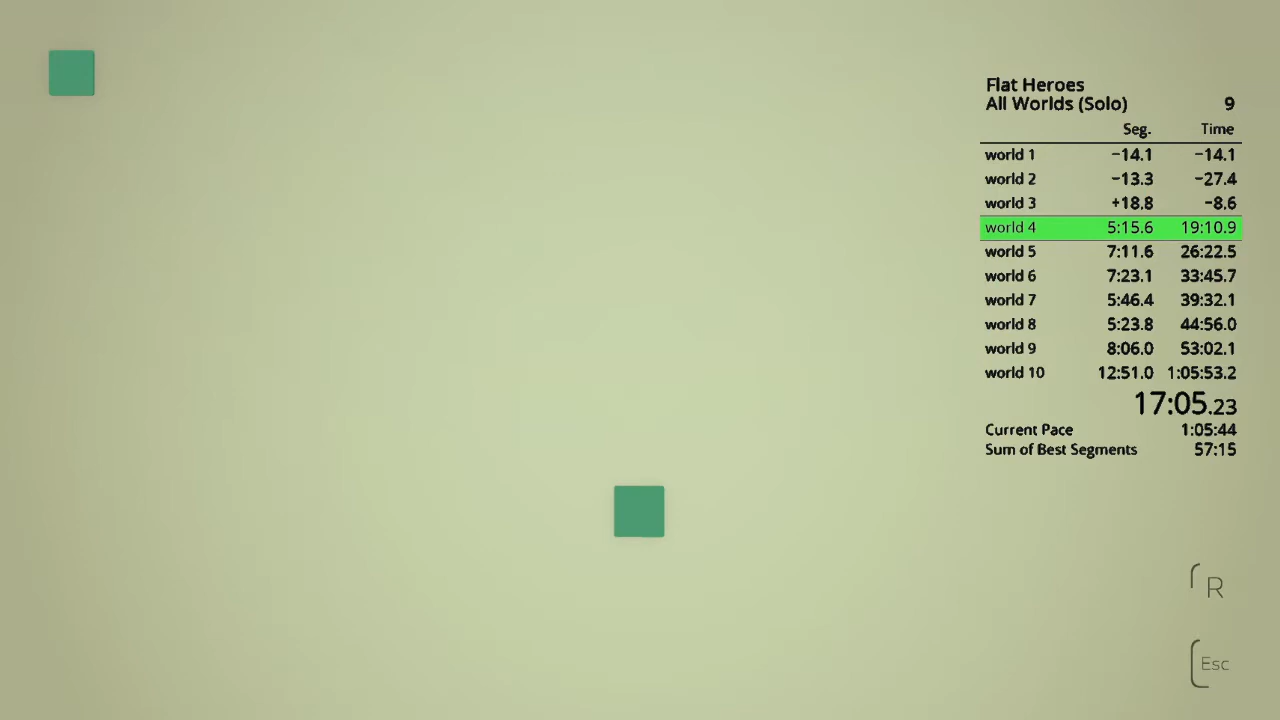 Flat Heroes
All Worlds (Solo) 9
Seg. Time
world 1 −14.1 −14.1
world 2 −13.3 −27.4
world 3 +18.8 −8.6
world 4 5:15.6 19:10.9
world 5 7:11.6 26:22.5
world 6 7:23.1 33:45.7
world 7 5:46.4 39:32.1
world 8 5:23.8 44:56.0
world 9 8:06.0 53:02.1
world 10 12:51.0 1:05:53.2
17:05.23
Current Pace 1:05:44
Sum of Best Segments 57:15
R
Esc